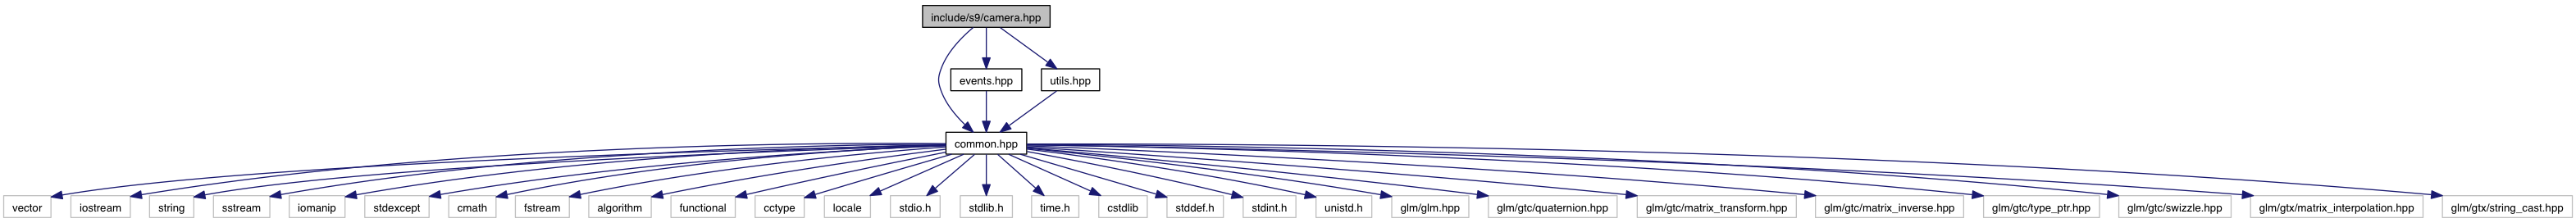 include/s9/camera.hpp
events.hpp
utils.hpp
common.hpp
vector
iostream
string
sstream
iomanip
stdexcept
cmath
fstream
algorithm
functional
cctype
locale
stdio.h
stdlib.h
time.h
cstdlib
stddef.h
stdint.h
unistd.h
glm/glm.hpp
glm/gtc/quaternion.hpp
glm/gtc/matrix_transform.hpp
glm/gtc/matrix_inverse.hpp
glm/gtc/type_ptr.hpp
glm/gtc/swizzle.hpp
glm/gtx/matrix_interpolation.hpp
glm/gtx/string_cast.hpp